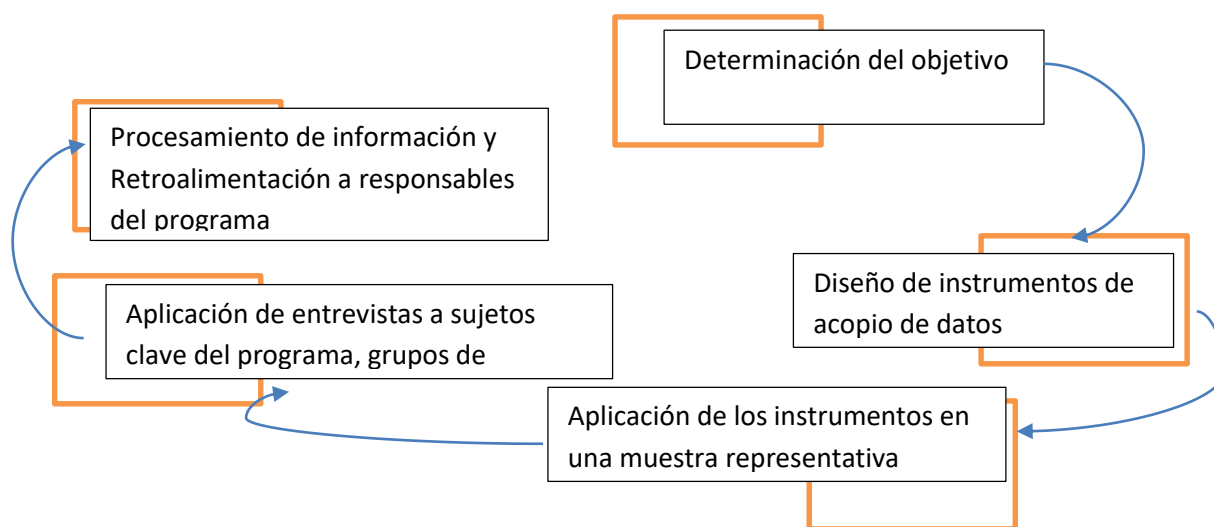 Determinación del objetivo
Diseño de instrumentos de
acopio de datos
Aplicación de los instrumentos en
una muestra representativa
Aplicación de entrevistas a sujetos
clave del programa, grupos de
Procesamiento de información y
Retroalimentación a responsables
del programa